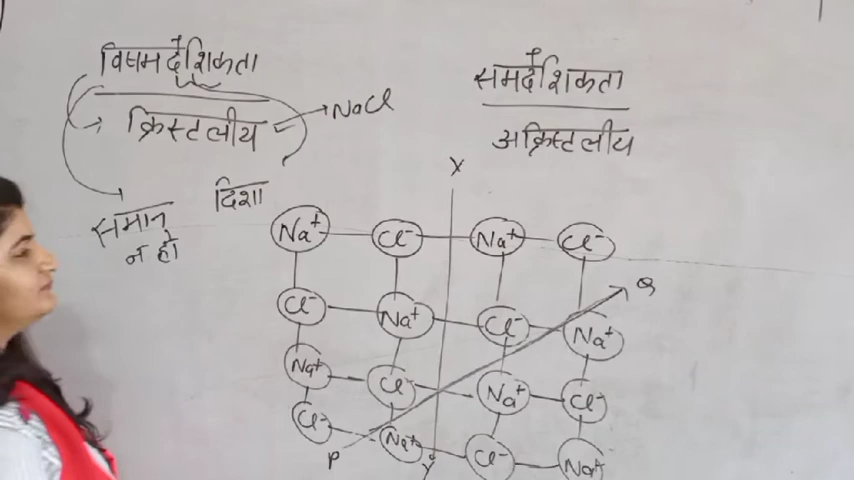 विषमदैशिकता
क्रिस्टलीय → NaCl
दिशा
समान
न हो
समदैशिकता
अक्रिस्टलीय
X
Na⁺ Cl⁻ Na⁺ Cl⁻
Q
Cl⁻ Na⁺ Cl⁻ Na⁺
Na⁺ Cl⁻ Na⁺ Cl⁻
Cl⁻ Na⁺ Cl⁻ Na⁺
P
Y